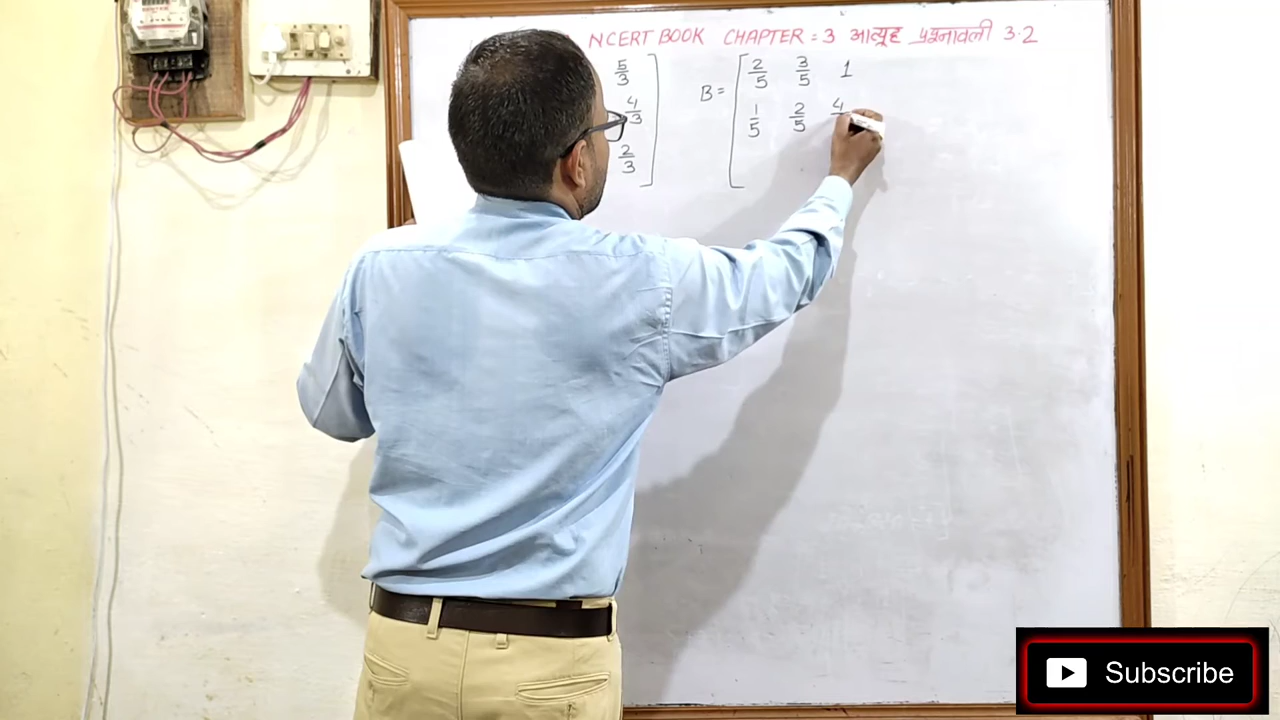 NCERT BOOK CHAPTER = 3 आव्यूह प्रश्नावली 3.2
5/3 ] B = [ 2/5 3/5 1
4/3 1/5 2/5 4
2/3
Subscribe